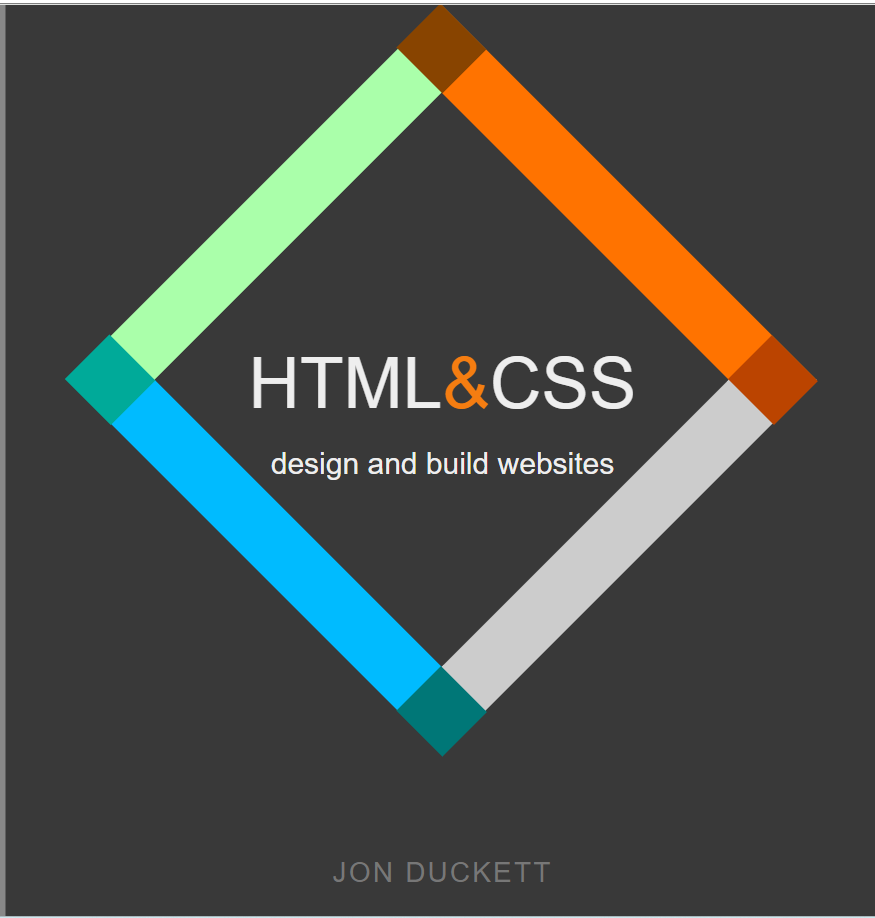 HTML&CSS
design and build websites
JON DUCKETT